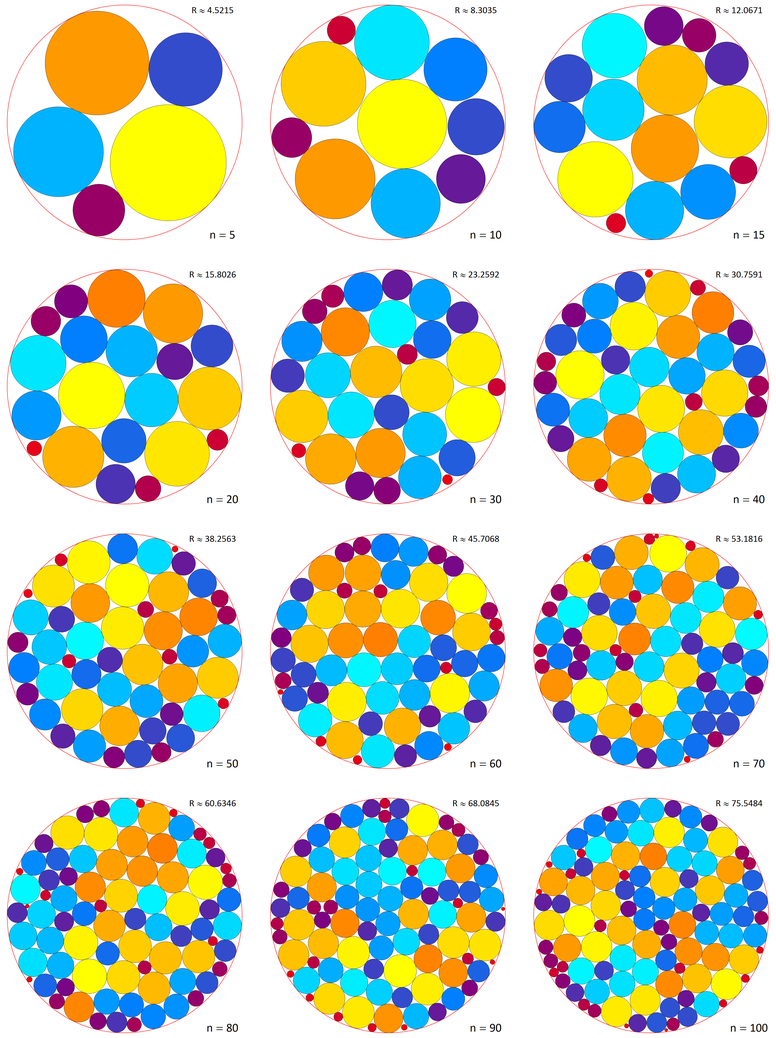 R ≈ 4.5215
n = 5
R ≈ 8.3035
n = 10
R ≈ 12.0671
n = 15
R ≈ 15.8026
n = 20
R ≈ 23.2592
n = 30
R ≈ 30.7591
n = 40
R ≈ 38.2563
n = 50
R ≈ 45.7068
n = 60
R ≈ 53.1816
n = 70
R ≈ 60.6346
n = 80
R ≈ 68.0845
n = 90
R ≈ 75.5484
n = 100